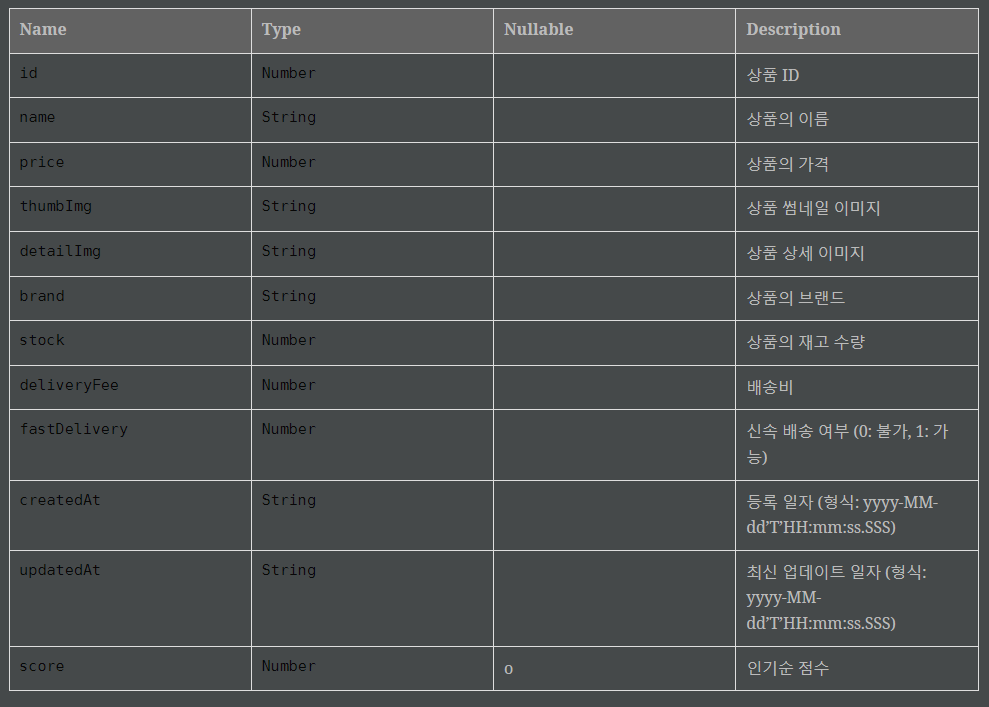 Name Type Nullable Description
id Number 상품 ID
name String 상품의 이름
price Number 상품의 가격
thumbImg String 상품 썸네일 이미지
detailImg String 상품 상세 이미지
brand String 상품의 브랜드
stock Number 상품의 재고 수량
deliveryFee Number 배송비
fastDelivery Number 신속 배송 여부 (0: 불가, 1: 가
능)
createdAt String 등록 일자 (형식: yyyy-MM-
dd’T’HH:mm:ss.SSS)
updatedAt String 최신 업데이트 일자 (형식:
yyyy-MM-
dd’T’HH:mm:ss.SSS)
score Number o 인기순 점수